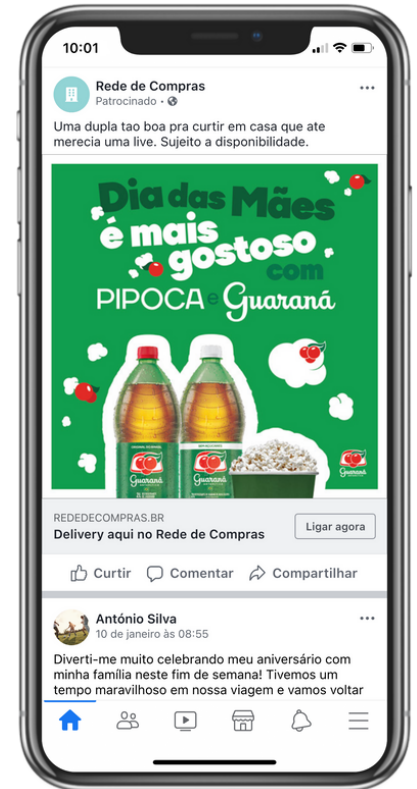 10:01
Rede de Compras
Patrocinado ·
Uma dupla tao boa pra curtir em casa que ate
merecia uma live. Sujeito a disponibilidade.
Dia das Mães
é mais
gostoso
com
PIPOCA e Guaraná
Guaraná
Guaraná
Guaraná
REDEDECOMPRAS.BR
Delivery aqui no Rede de Compras
Ligar agora
Curtir
Comentar
Compartilhar
António Silva
10 de janeiro às 08:55
Diverti-me muito celebrando meu aniversário com
minha família neste fim de semana! Tivemos um
tempo maravilhoso em nossa viagem e vamos voltar